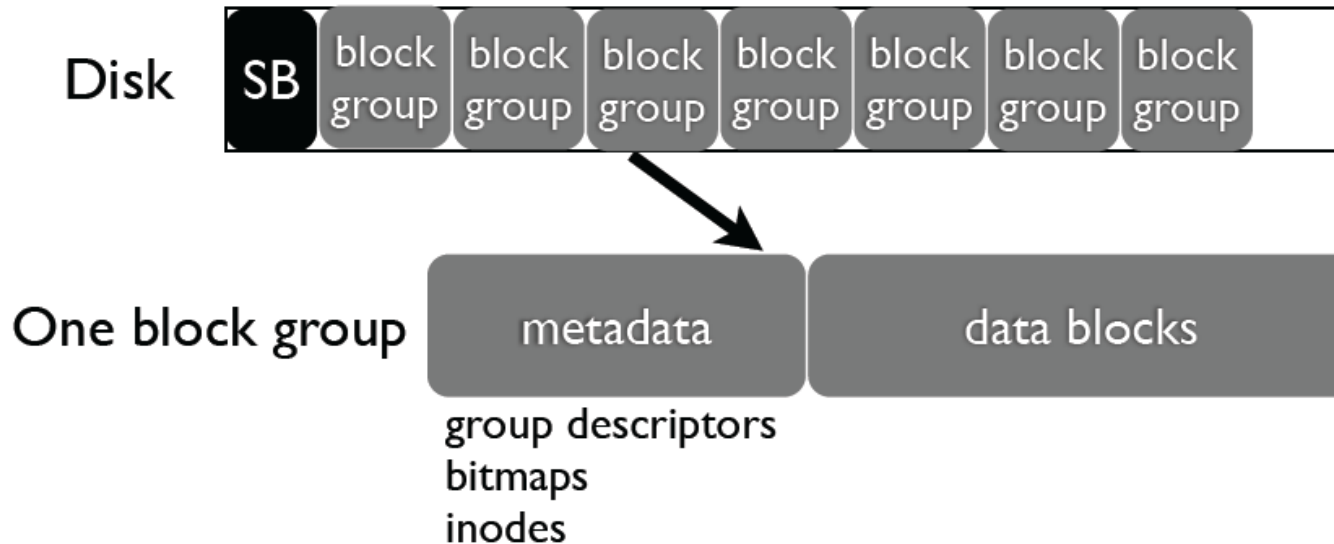 Disk
SB
block group
block group
block group
block group
block group
block group
block group
One block group
metadata
data blocks
group descriptors
bitmaps
inodes